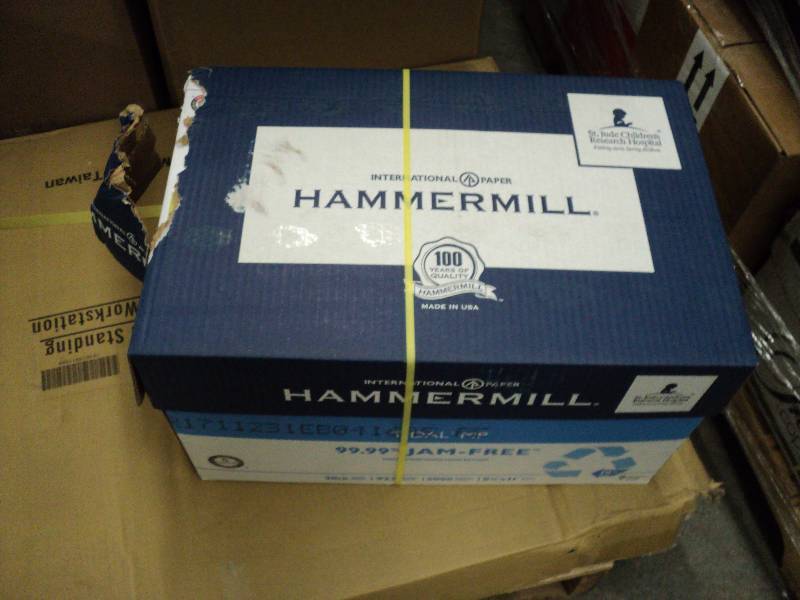 St. Jude Children's
Research Hospital
INTERNATIONAL PAPER
HAMMERMILL
100
YEARS OF
QUALITY
HAMMERMILL
MADE IN USA
INTERNATIONAL PAPER
HAMMERMILL
99.99% JAM-FREE
Taiwan
MER
Standing
Workstation